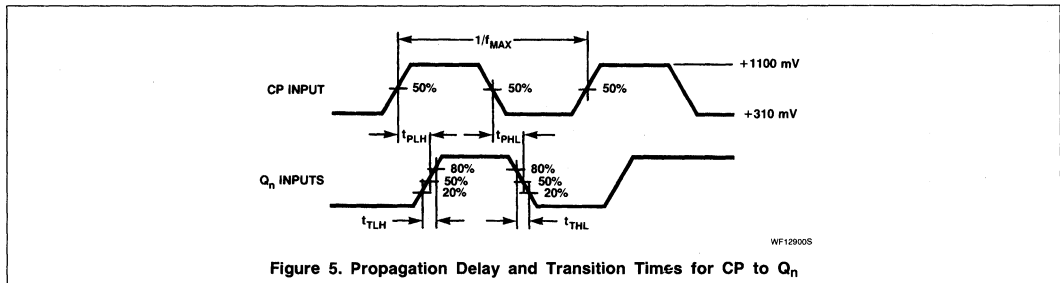 1/fMAX
+1100 mV
CP INPUT
50%
50%
50%
+310 mV
tPLH
tPHL
80%
80%
Qn INPUTS
50%
50%
20%
20%
tTLH
tTHL
WF12900S
Figure 5. Propagation Delay and Transition Times for CP to Qn